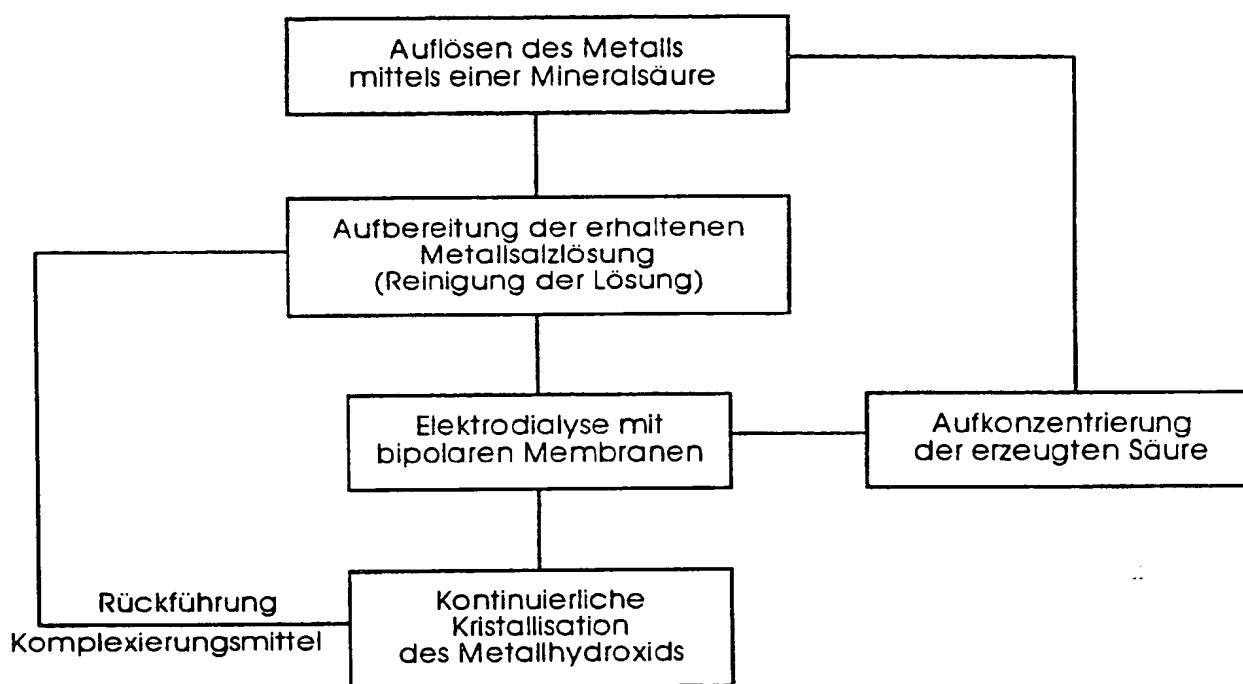 Auflösen des Metalls
mittels einer Mineralsäure
Aufbereitung der erhaltenen
Metallsalzlösung
(Reinigung der Lösung)
Elektrodialyse mit
bipolaren Membranen
Aufkonzentrierung
der erzeugten Säure
Rückführung
Komplexierungsmittel
Kontinuierliche
Kristallisation
des Metallhydroxids